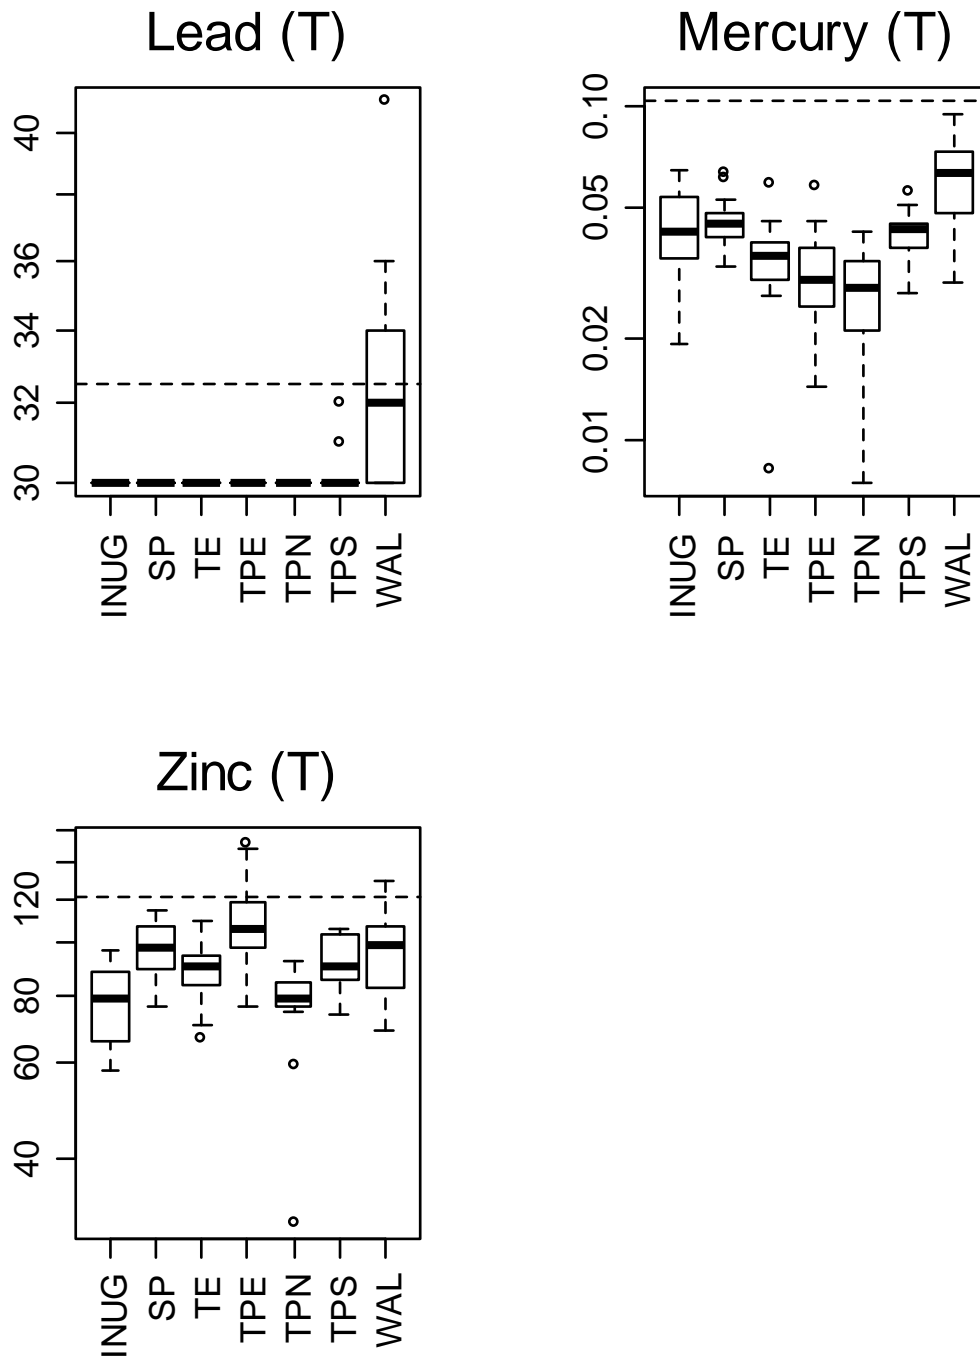 Lead (T)
40
36
34
32
30
INUG
SP
TE
TPE
TPN
TPS
WAL
Mercury (T)
0.10
0.05
0.02
0.01
INUG
SP
TE
TPE
TPN
TPS
WAL
Zinc (T)
120
80
60
40
INUG
SP
TE
TPE
TPN
TPS
WAL